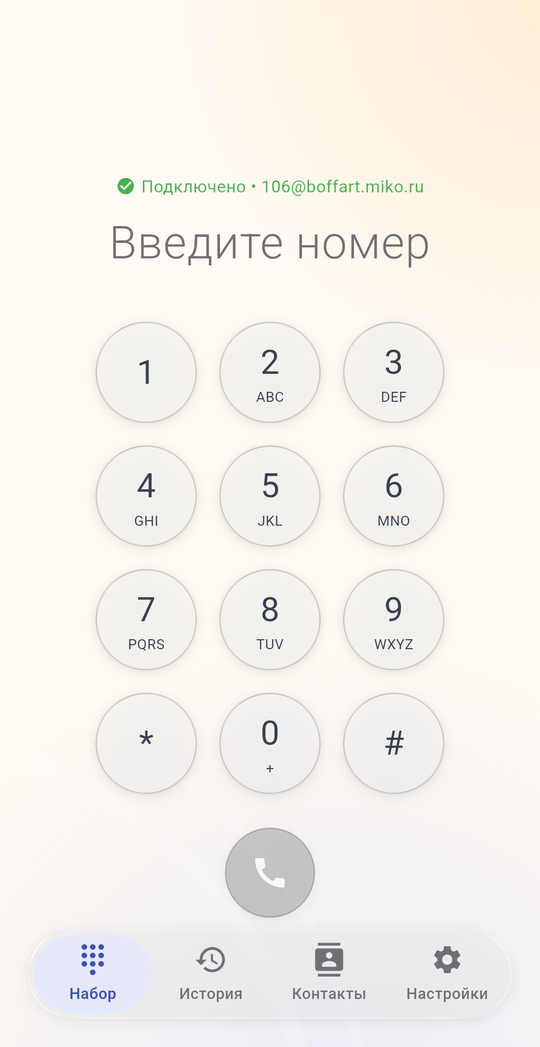 Подключено • 106@boffart.miko.ru
Введите номер
1 2 3
ABC DEF
4 5 6
GHI JKL MNO
7 8 9
PQRS TUV WXYZ
* 0 #
+
Набор История Контакты Настройки